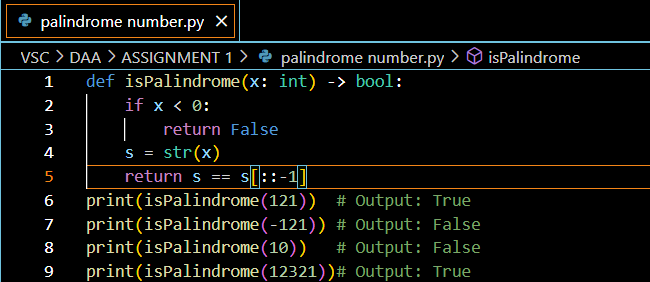 palindrome number.py ×
VSC > DAA > ASSIGNMENT 1 > palindrome number.py > isPalindrome
1 def isPalindrome(x: int) -> bool:
2     if x < 0:
3         return False
4     s = str(x)
5     return s == s[::-1]
6 print(isPalindrome(121))  # Output: True
7 print(isPalindrome(-121)) # Output: False
8 print(isPalindrome(10))   # Output: False
9 print(isPalindrome(12321))# Output: True